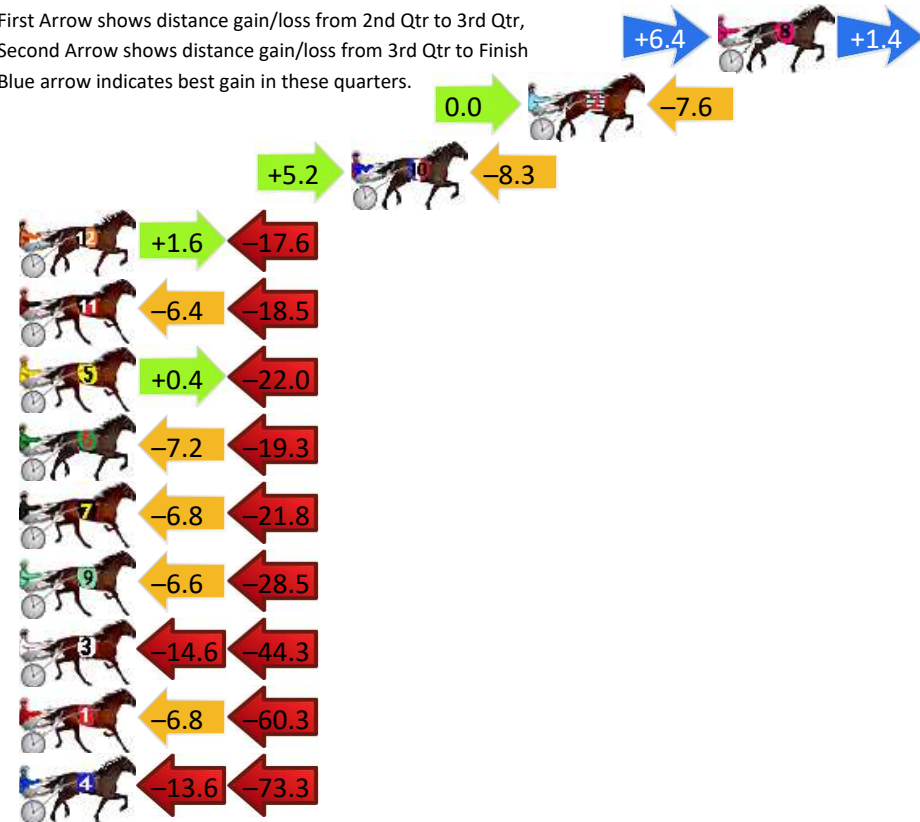 First Arrow shows distance gain/loss from 2nd Qtr to 3rd Qtr,
Second Arrow shows distance gain/loss from 3rd Qtr to Finish
Blue arrow indicates best gain in these quarters.
+6.4 8 +1.4
0.0 2 –7.6
+5.2 10 –8.3
12 +1.6 –17.6
11 –6.4 –18.5
5 +0.4 –22.0
6 –7.2 –19.3
7 –6.8 –21.8
9 –6.6 –28.5
3 –14.6 –44.3
1 –6.8 –60.3
4 –13.6 –73.3